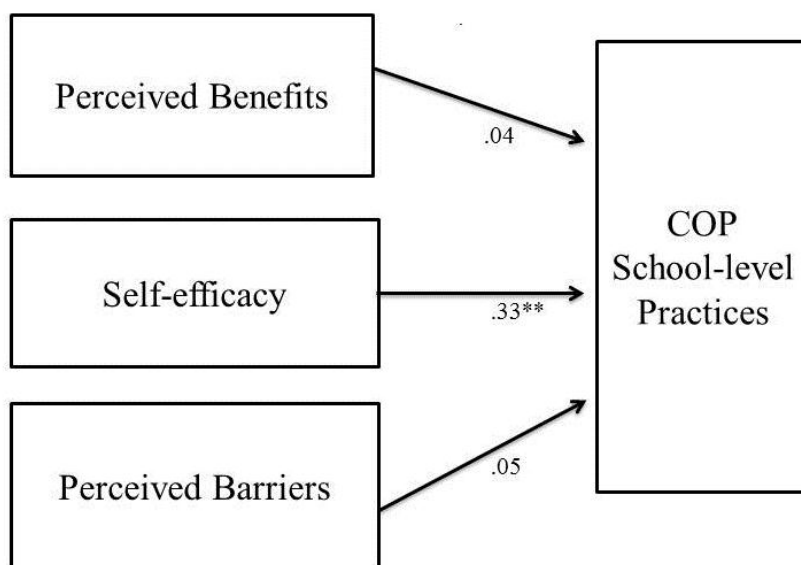 Perceived Benefits
.04
Self-efficacy
.33**
Perceived Barriers
.05
COP
School-level
Practices